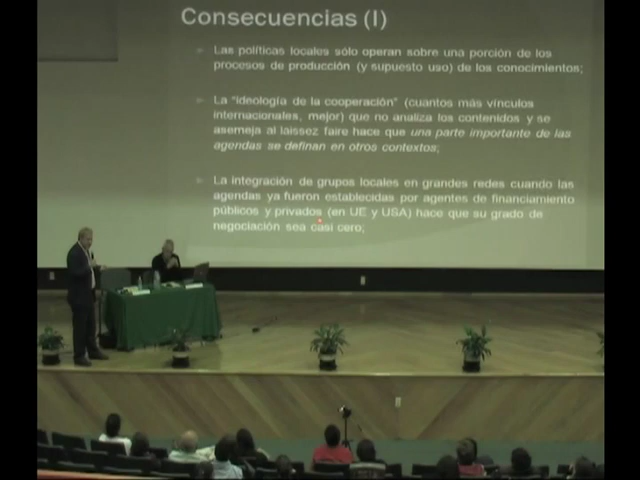 Consecuencias (I)
Las políticas locales sólo operan sobre una porción de los
procesos de producción (y supuesto uso) de los conocimientos;
La "ideología de la cooperación" (cuantos más vínculos
internacionales, mejor) que no analiza los contenidos y se
asemeja al laissez faire hace que una parte importante de las
agendas se definan en otros contextos;
La integración de grupos locales en grandes redes cuando las
agendas ya fueron establecidas por agentes de financiamiento
públicos y privados (en UE y USA) hace que su grado de
negociación sea casi cero;